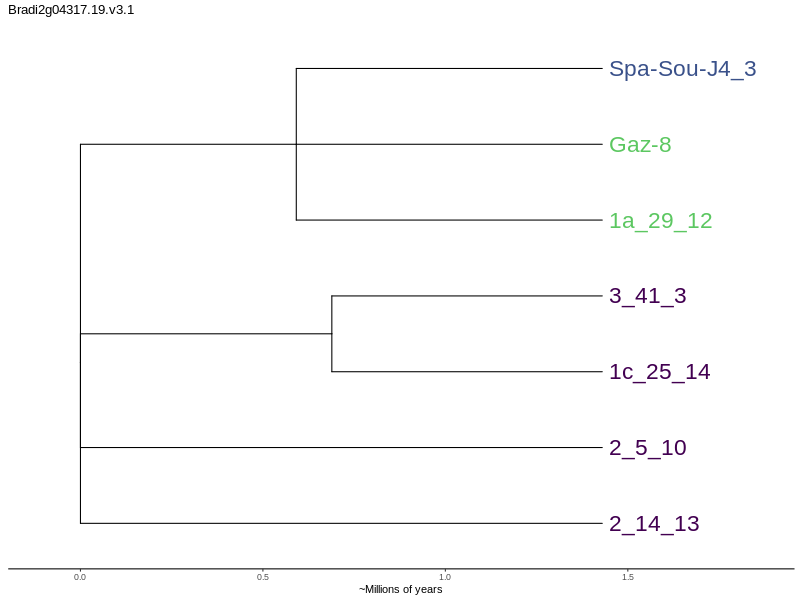 Bradi2g04317.19.v3.1
Spa-Sou-J4_3
Gaz-8
1a_29_12
3_41_3
1c_25_14
2_5_10
2_14_13
0.0 0.5 1.0 1.5
~Millions of years